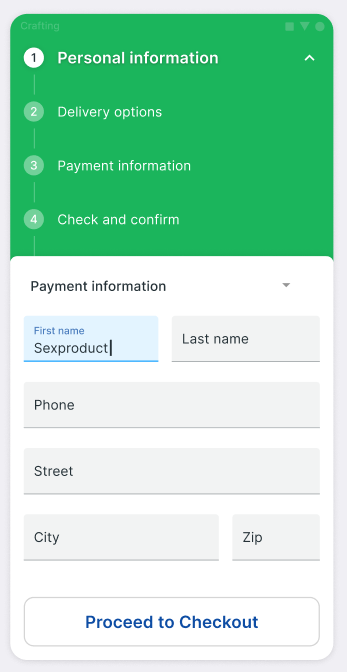 Crafting
1 Personal information
2 Delivery options
3 Payment information
4 Check and confirm
Payment information
First name
Sexproduct
Last name
Phone
Street
City Zip
Proceed to Checkout